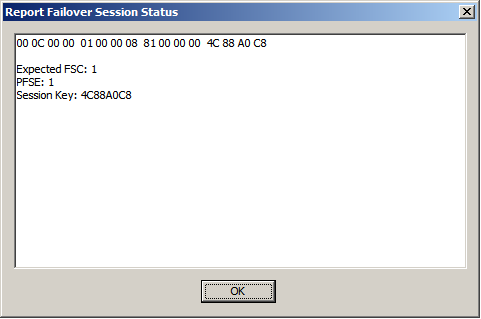 Report Failover Session Status
00 0C 00 00  01 00 00 08  81 00 00 00  4C 88 A0 C8
Expected FSC: 1
PFSE: 1
Session Key: 4C88A0C8
OK